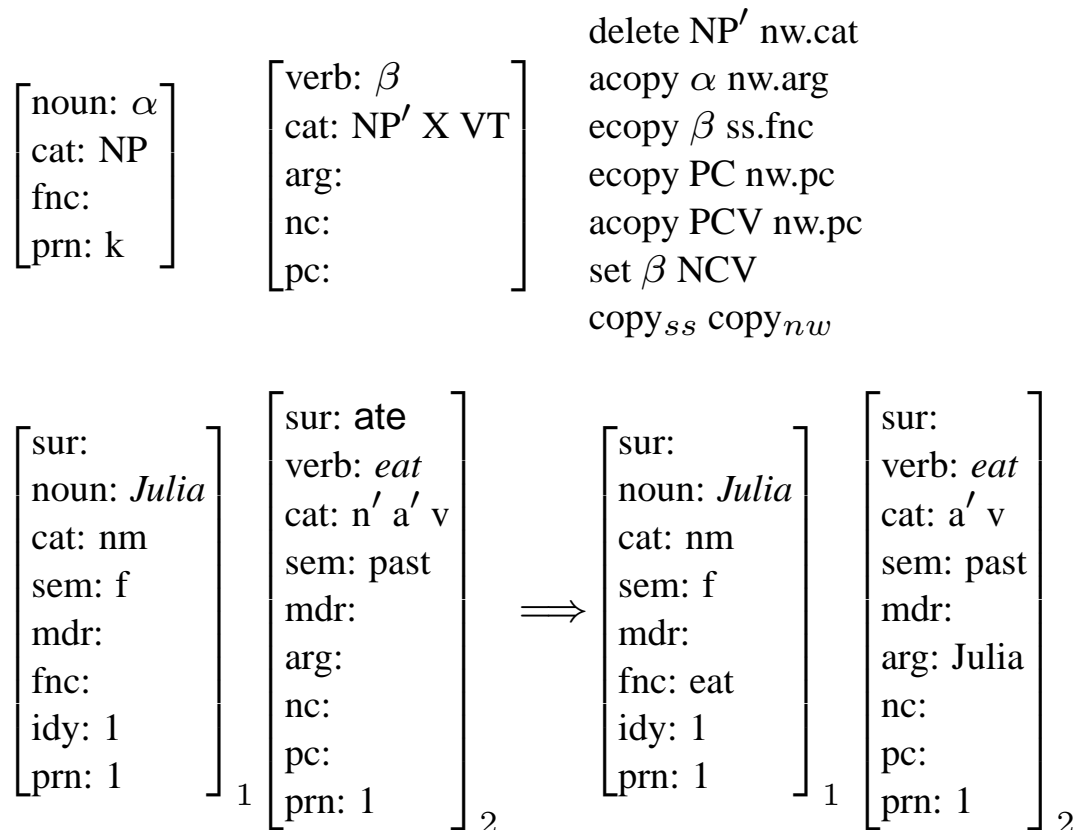 noun: α
cat: NP
fnc:
prn: k
verb: β
cat: NP′ X VT
arg:
nc:
pc:
delete NP′ nw.cat
acopy α nw.arg
ecopy β ss.fnc
ecopy PC nw.pc
acopy PCV nw.pc
set β NCV
copy_ss copy_nw
sur:
noun: Julia
cat: nm
sem: f
mdr:
fnc:
idy: 1
prn: 1
1
sur: ate
verb: eat
cat: n′ a′ v
sem: past
mdr:
arg:
nc:
pc:
prn: 1
2
⟹
sur:
noun: Julia
cat: nm
sem: f
mdr:
fnc: eat
idy: 1
prn: 1
1
sur:
verb: eat
cat: a′ v
sem: past
mdr:
arg: Julia
nc:
pc:
prn: 1
2